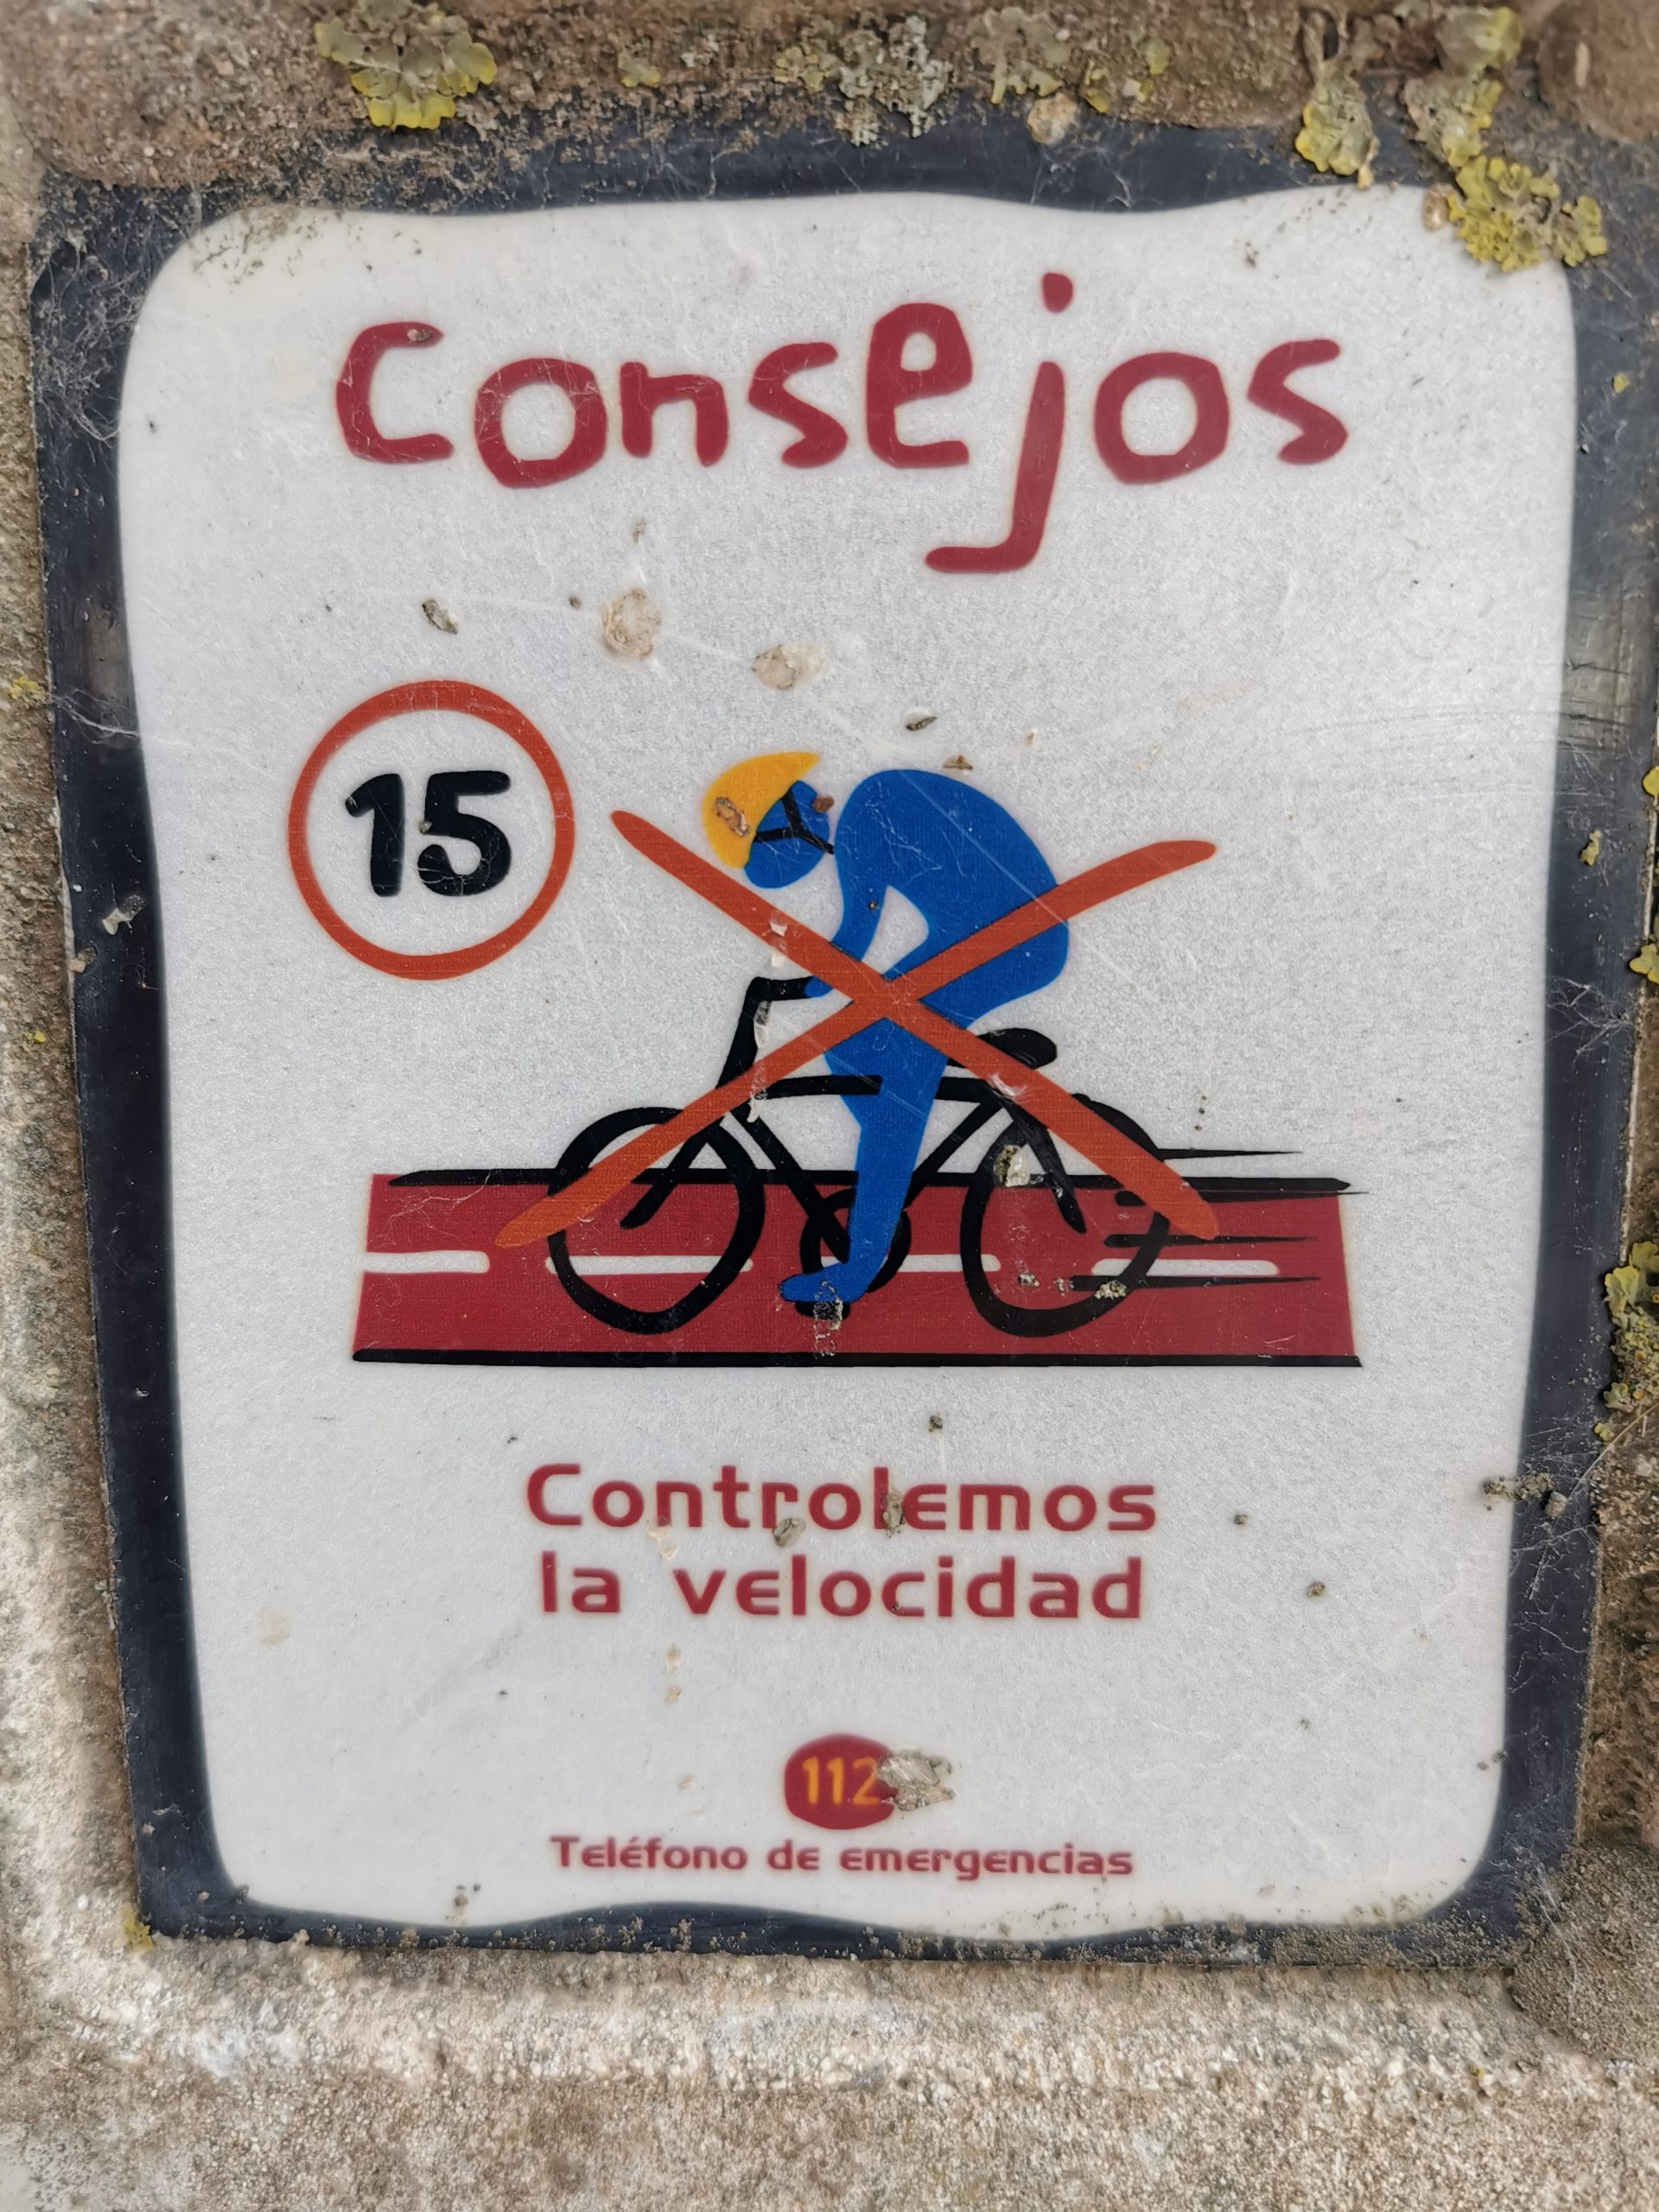 Consejos
15
Controlemos
la velocidad
112
Teléfono de emergencias